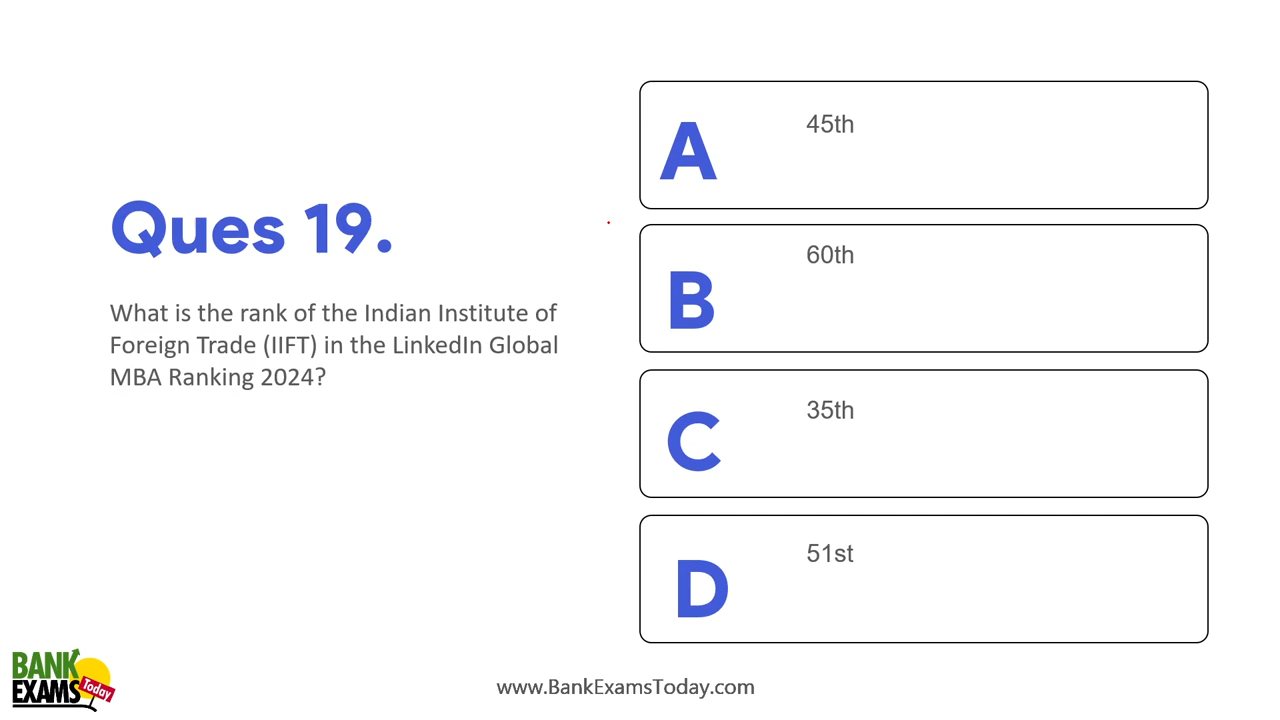 Ques 19.
What is the rank of the Indian Institute of
Foreign Trade (IIFT) in the LinkedIn Global
MBA Ranking 2024?
A 45th
B 60th
C 35th
D 51st
BANK
EXAMS
Today
www.BankExamsToday.com